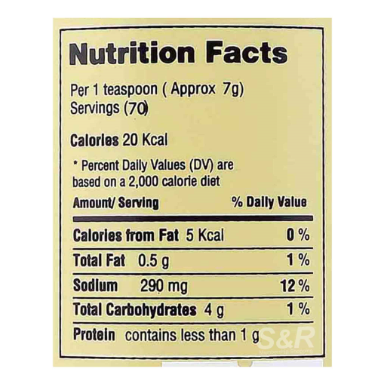 Nutrition Facts
Per 1 teaspoon ( Approx 7g)
Servings (70)
Calories 20 Kcal
* Percent Daily Values (DV) are
based on a 2,000 calorie diet
Amount/ Serving % Daily Value
Calories from Fat 5 Kcal 0 %
Total Fat 0.5 g 1 %
Sodium 290 mg 12 %
Total Carbohydrates 4 g 1 %
Protein contains less than 1 g
S&R